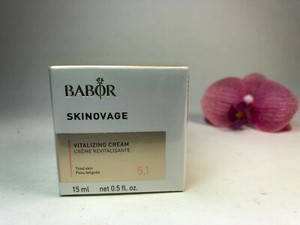 BABOR
SKINOVAGE
VITALIZING CREAM
CRÈME REVITALISANTE
Tired skin
Peau fatiguée
5.1
15 ml net 0.5 fl. oz.